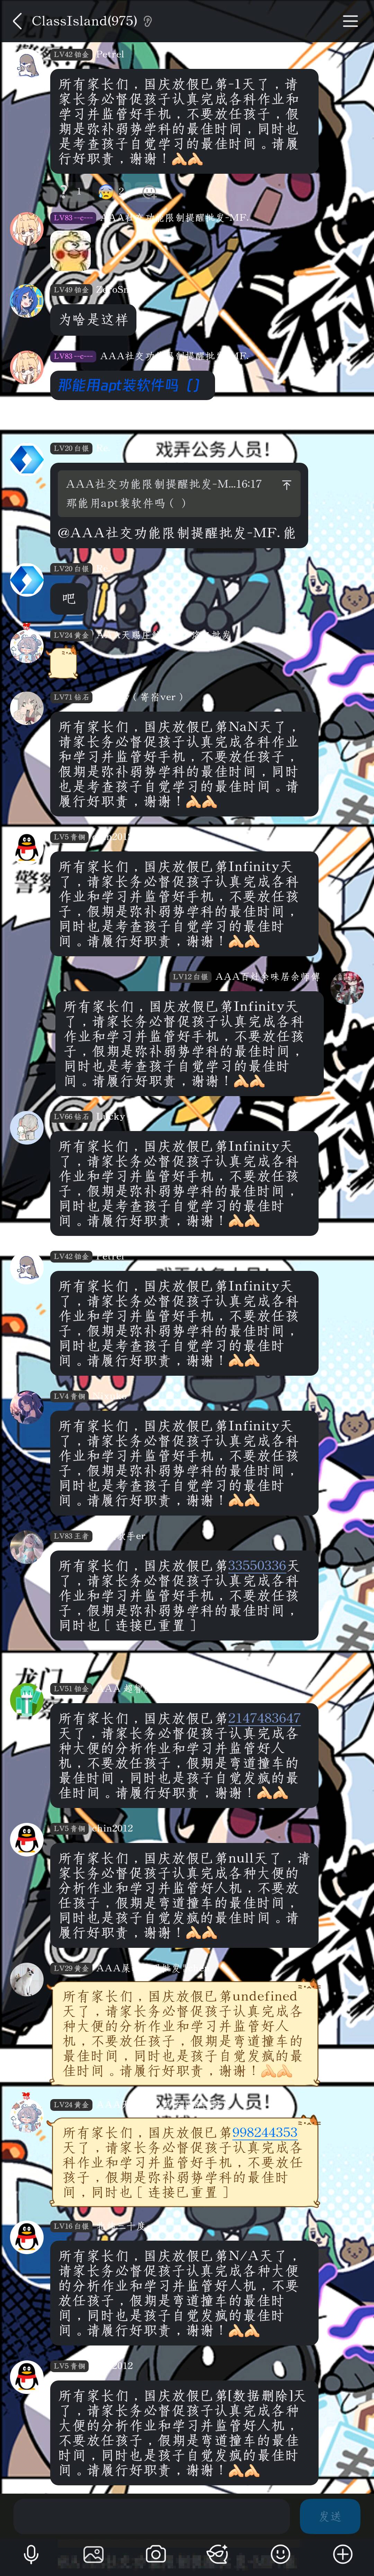 ClassIsland(975)
LV42 铂金 Petrel
所有家长们，国庆放假已第-1天了，请
家长务必督促孩子认真完成各科作业和
学习并监管好手机，不要放任孩子，假
期是弥补弱势学科的最佳时间，同时也
是考查孩子自觉学习的最佳时间。请履
行好职责，谢谢！🙏🙏
LV83 AAA社交功能限制提醒批发-MF.
LV49 铂金
为啥是这样
LV83 AAA社交功能限制提醒批发-MF.
那能用apt装软件吗（）
戏弄公务人员！
LV20 白银
AAA社交功能限制提醒批发-M...16:17
那能用apt装软件吗（）
@AAA社交功能限制提醒批发-MF. 能
LV20 白银
吧
LV24 黄金
LV71 钻石 （寄宿ver）
所有家长们，国庆放假已第NaN天了，
请家长务必督促孩子认真完成各科作业
和学习并监管好手机，不要放任孩子，
假期是弥补弱势学科的最佳时间，同时
也是考查孩子自觉学习的最佳时间。请
履行好职责，谢谢！🙏🙏
LV5 青铜
所有家长们，国庆放假已第Infinity天
了，请家长务必督促孩子认真完成各科
作业和学习并监管好手机，不要放任孩
子，假期是弥补弱势学科的最佳时间，
同时也是考查孩子自觉学习的最佳时
间。请履行好职责，谢谢！🙏🙏
LV12 白银
所有家长们，国庆放假已第Infinity天
了，请家长务必督促孩子认真完成各科
作业和学习并监管好手机，不要放任孩
子，假期是弥补弱势学科的最佳时间，
同时也是考查孩子自觉学习的最佳时
间。请履行好职责，谢谢！🙏🙏
LV66 钻石
所有家长们，国庆放假已第Infinity天
了，请家长务必督促孩子认真完成各科
作业和学习并监管好手机，不要放任孩
子，假期是弥补弱势学科的最佳时间，
同时也是考查孩子自觉学习的最佳时
间。请履行好职责，谢谢！🙏🙏
LV42 铂金 Petrel
所有家长们，国庆放假已第Infinity天
了，请家长务必督促孩子认真完成各科
作业和学习并监管好手机，不要放任孩
子，假期是弥补弱势学科的最佳时间，
同时也是考查孩子自觉学习的最佳时
间。请履行好职责，谢谢！🙏🙏
LV4 青铜
所有家长们，国庆放假已第Infinity天
了，请家长务必督促孩子认真完成各科
作业和学习并监管好手机，不要放任孩
子，假期是弥补弱势学科的最佳时间，
同时也是考查孩子自觉学习的最佳时
间。请履行好职责，谢谢！🙏🙏
LV83 王者
所有家长们，国庆放假已第33550336天
了，请家长务必督促孩子认真完成各科
作业和学习并监管好手机，不要放任孩
子，假期是弥补弱势学科的最佳时间，
同时也［连接已重置］
龙门
LV51 铂金
所有家长们，国庆放假已第2147483647
天了，请家长务必督促孩子认真完成各
种大便的分析作业和学习并监管好人
机，不要放任孩子，假期是弯道撞车的
最佳时间，同时也是孩子自觉发疯的最
佳时间。请履行好职责，谢谢！🙏🙏
LV5 青铜 chin2012
所有家长们，国庆放假已第null天了，请
家长务必督促孩子认真完成各种大便的
分析作业和学习并监管好人机，不要放
任孩子，假期是弯道撞车的最佳时间，
同时也是孩子自觉发疯的最佳时间。请
履行好职责，谢谢！🙏🙏
LV29 黄金
所有家长们，国庆放假已第undefined
天了，请家长务必督促孩子认真完成各
种大便的分析作业和学习并监管好人
机，不要放任孩子，假期是弯道撞车的
最佳时间，同时也是孩子自觉发疯的最
佳时间。请履行好职责，谢谢！🙏🙏
戏弄公务人员！
LV24 黄金
所有家长们，国庆放假已第998244353
天了，请家长务必督促孩子认真完成各
科作业和学习并监管好手机，不要放任
孩子，假期是弥补弱势学科的最佳时
间，同时也［连接已重置］
LV16 白银
所有家长们，国庆放假已第N/A天了，
请家长务必督促孩子认真完成各种大便
的分析作业和学习并监管好人机，不要
放任孩子，假期是弯道撞车的最佳时
间，同时也是孩子自觉发疯的最佳时
间。请履行好职责，谢谢！🙏🙏
LV5 青铜
所有家长们，国庆放假已第[数据删除]天
了，请家长务必督促孩子认真完成各种
大便的分析作业和学习并监管好人机，
不要放任孩子，假期是弯道撞车的最佳
时间，同时也是孩子自觉发疯的最佳时
间。请履行好职责，谢谢！🙏🙏
发送